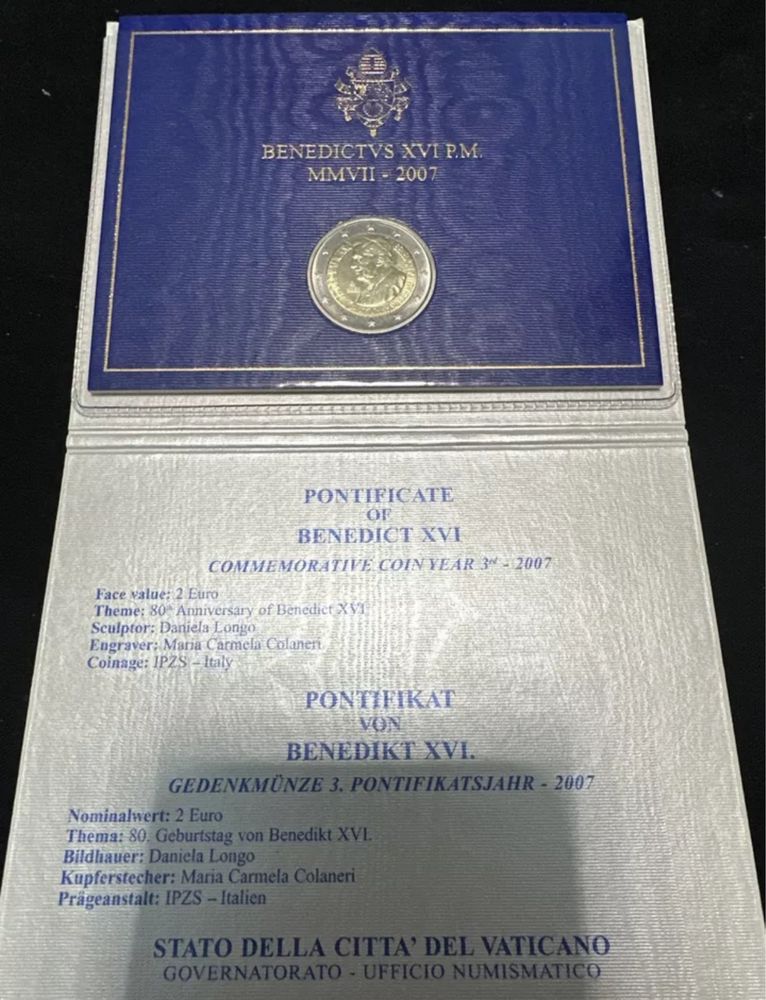 BENEDICTVS XVI P.M.
MMVII - 2007
PONTIFICATE
OF
BENEDICT XVI
COMMEMORATIVE COIN YEAR 3rd - 2007
Face value: 2 Euro
Theme: 80th Anniversary of Benedict XVI
Sculptor: Daniela Longo
Engraver: Maria Carmela Colaneri
Coinage: IPZS – Italy
PONTIFIKAT
VON
BENEDIKT XVI.
GEDENKMÜNZE 3. PONTIFIKATSJAHR - 2007
Nominalwert: 2 Euro
Thema: 80. Geburtstag von Benedikt XVI.
Bildhauer: Daniela Longo
Kupferstecher: Maria Carmela Colaneri
Prägeanstalt: IPZS – Italien
STATO DELLA CITTA' DEL VATICANO
GOVERNATORATO - UFFICIO NUMISMATICO